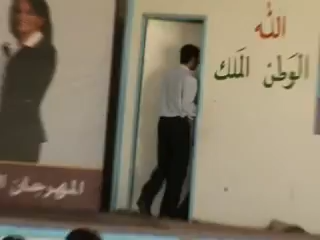 الله
الوطن الملك
المهرجان